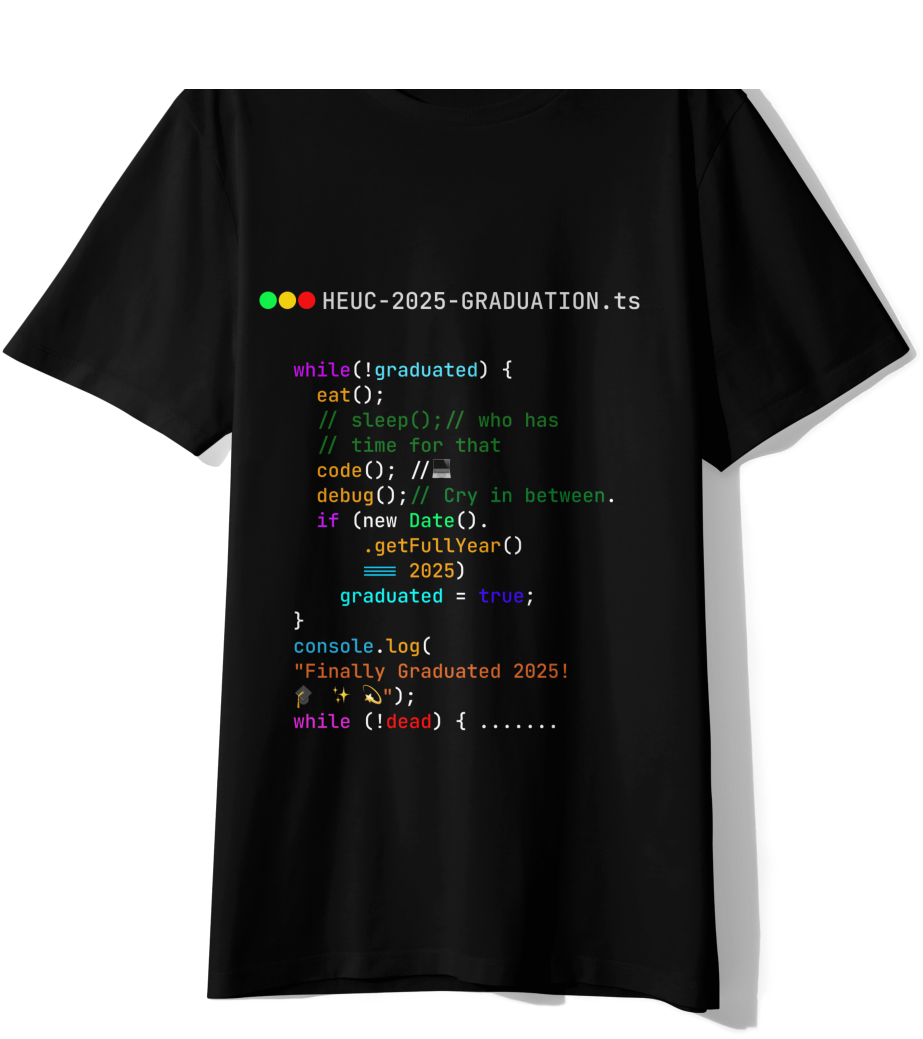 HEUC-2025-GRADUATION.ts
while(!graduated) {
eat();
// sleep();// who has
// time for that
code(); //💻
debug();// Cry in between.
if (new Date().
.getFullYear()
=== 2025)
graduated = true;
}
console.log(
"Finally Graduated 2025!
🎓 ✨ 💫");
while (!dead) { .......